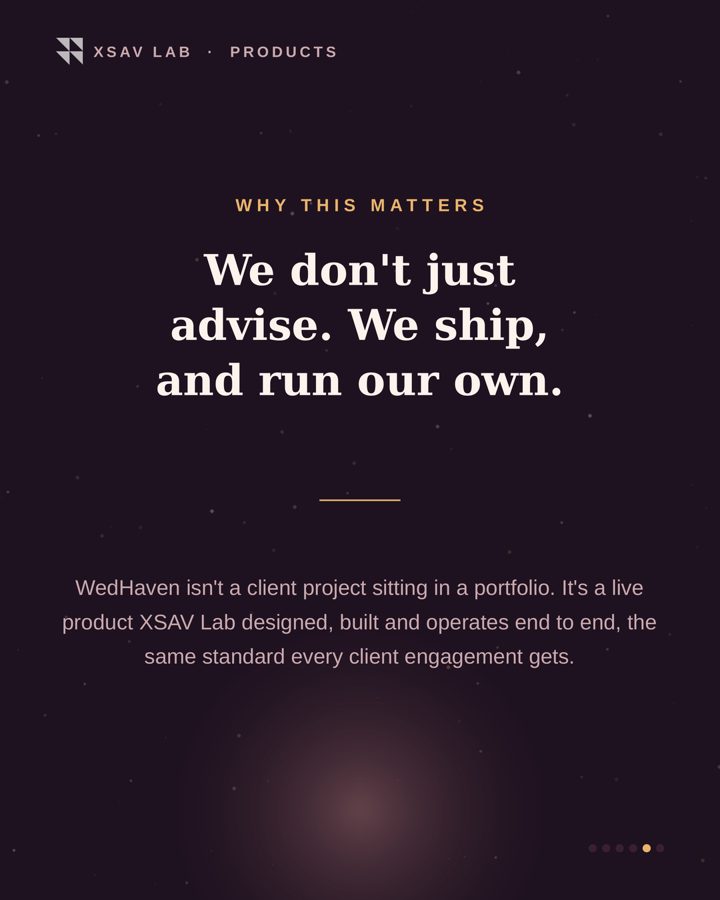 XSAV LAB · PRODUCTS
WHY THIS MATTERS
We don't just
advise. We ship,
and run our own.
WedHaven isn't a client project sitting in a portfolio. It's a live
product XSAV Lab designed, built and operates end to end, the
same standard every client engagement gets.